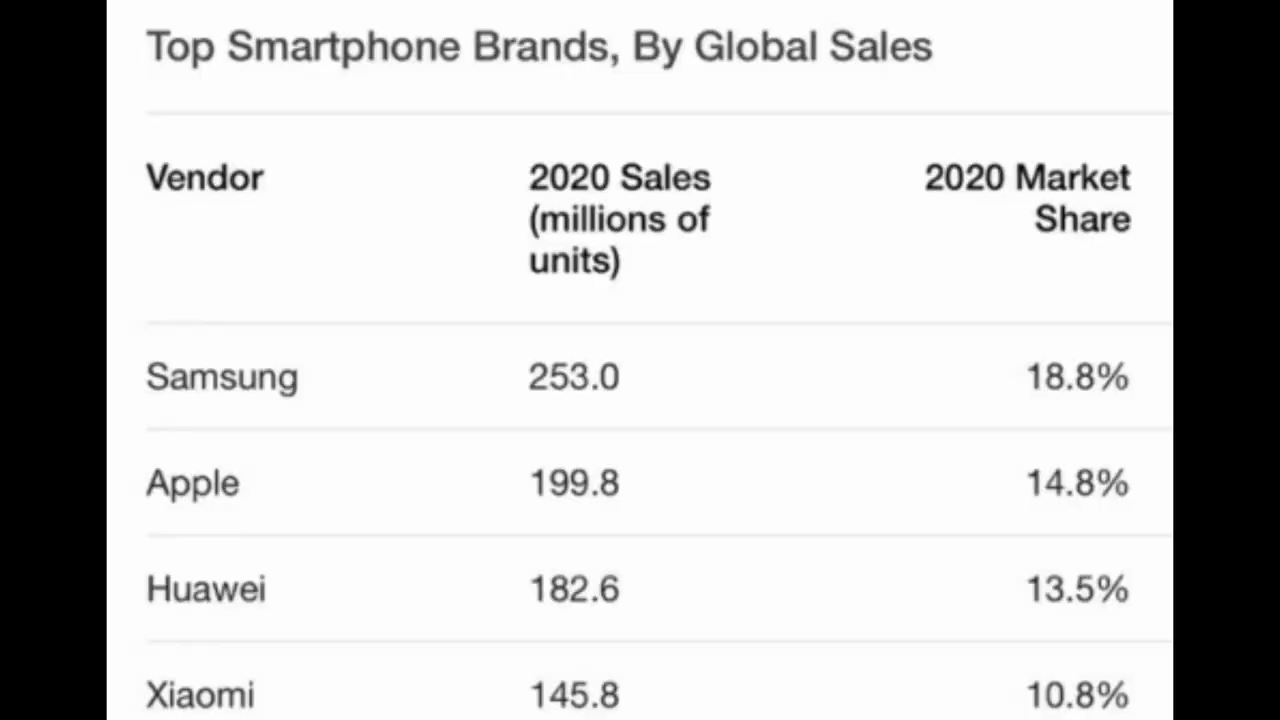 Top Smartphone Brands, By Global Sales
Vendor 2020 Sales (millions of units) 2020 Market Share
Samsung 253.0 18.8%
Apple 199.8 14.8%
Huawei 182.6 13.5%
Xiaomi 145.8 10.8%